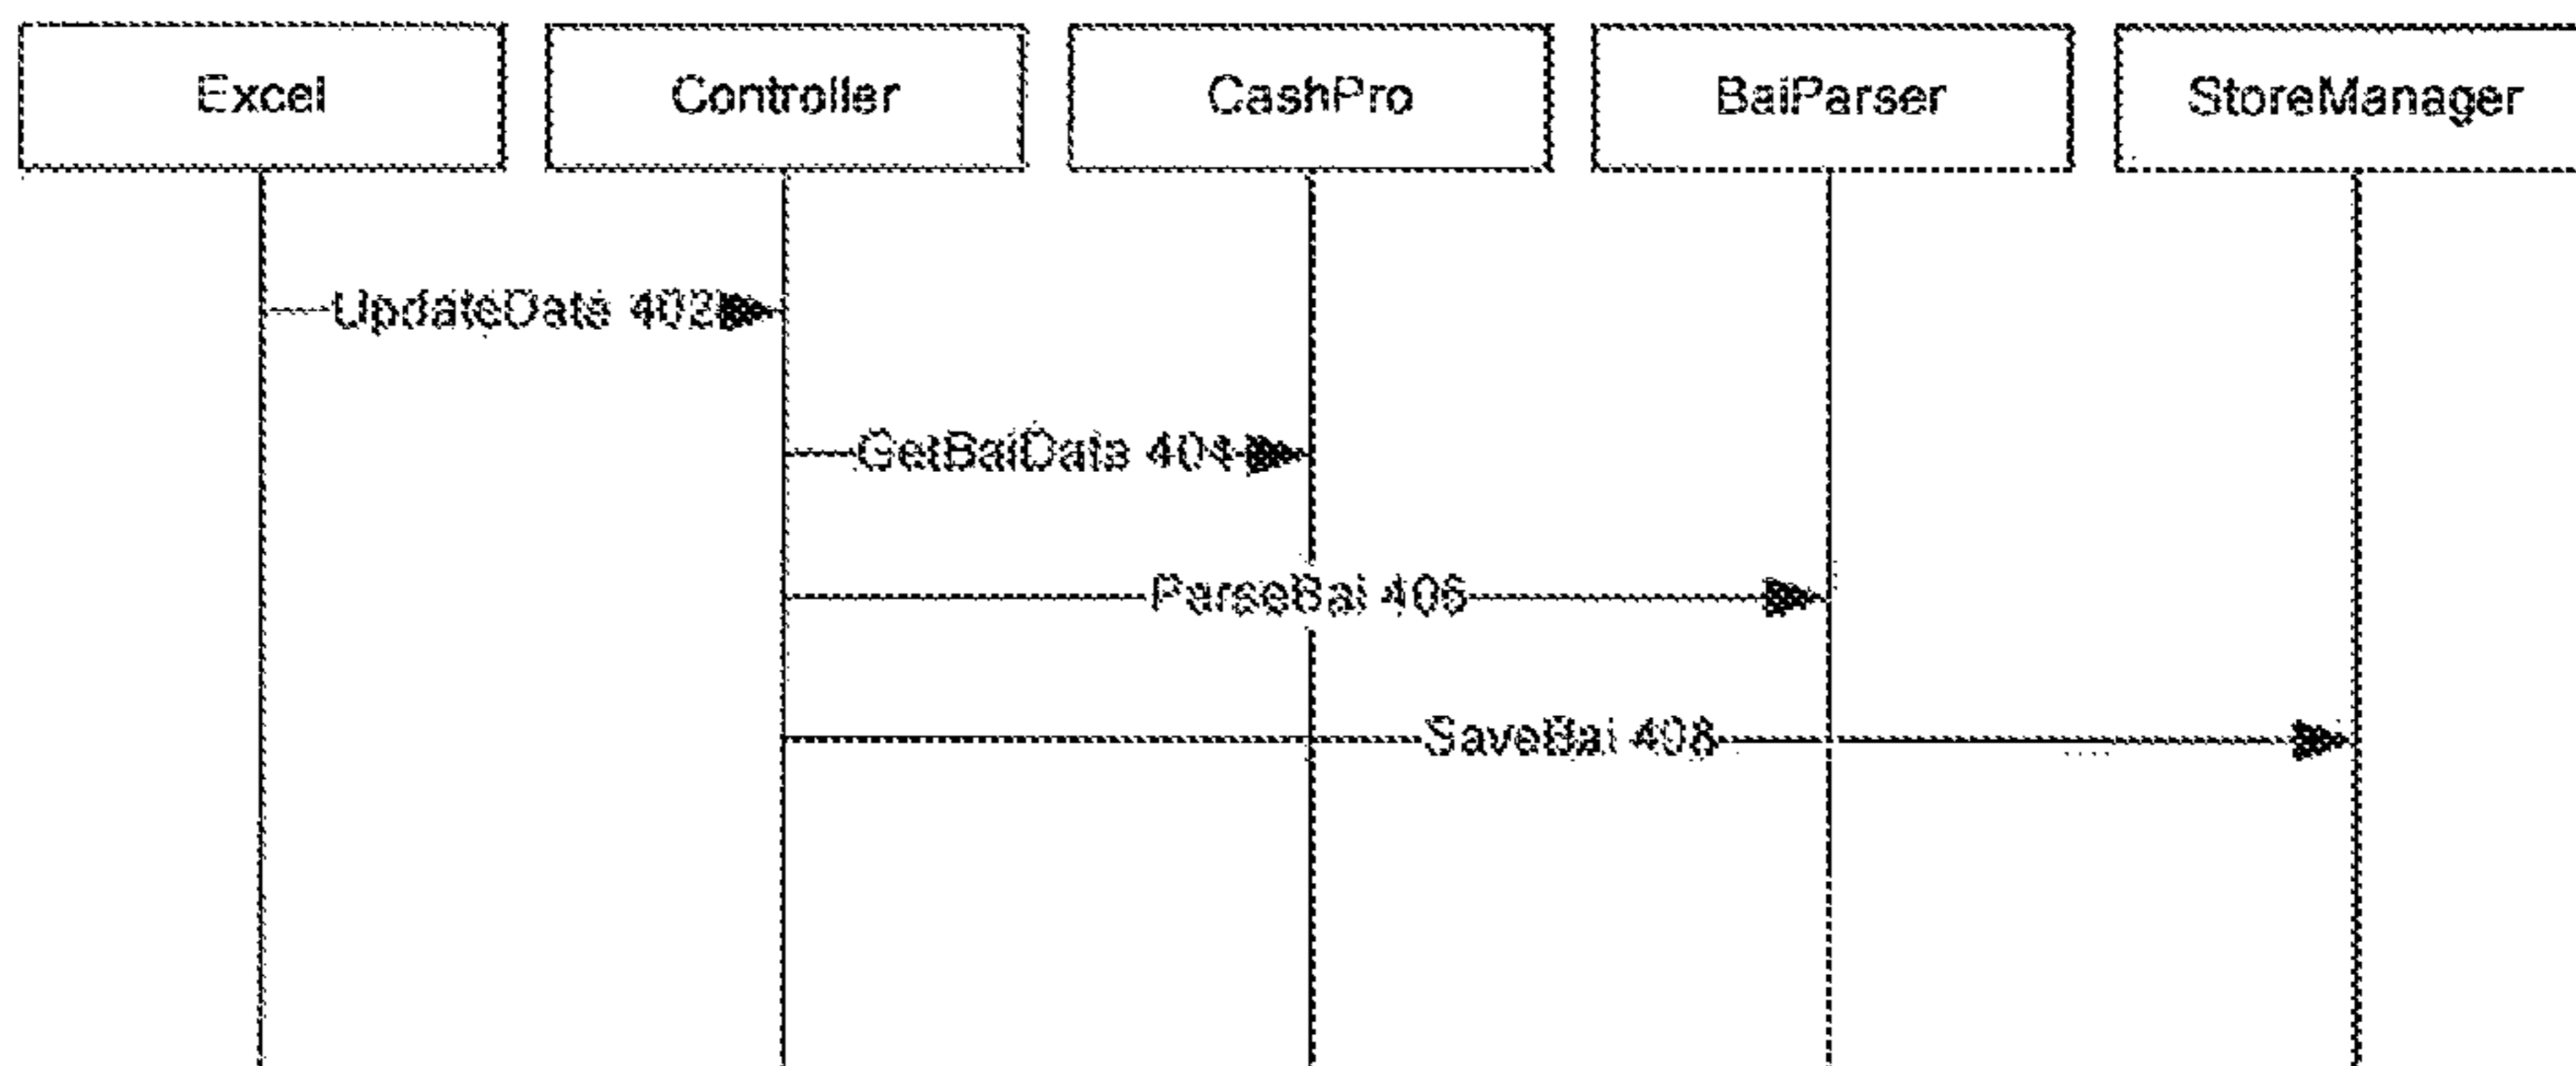 Excel
Controller
CashPro
BaiParser
StoreManager
UpdateData 402
GetBaiData 404
ParseBai 406
SaveBai 408